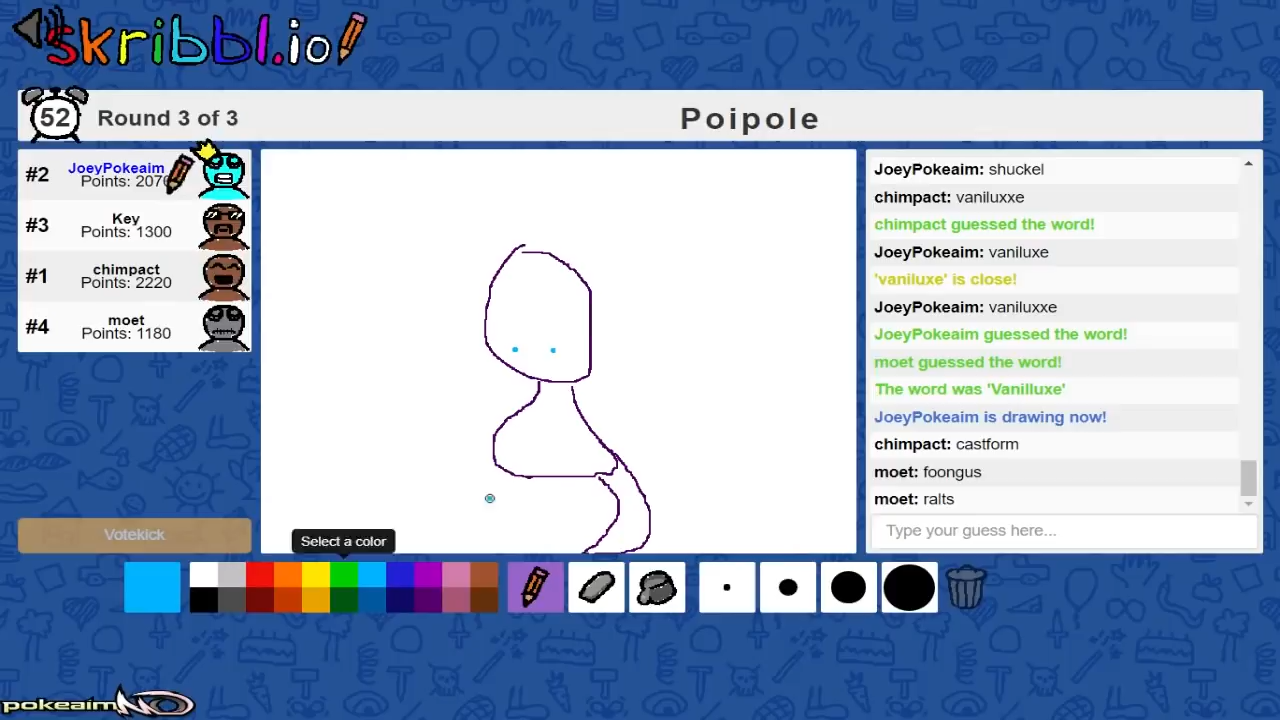 skribbl.io
52
Round 3 of 3
Poipole
#2
JoeyPokeaim
Points: 2070
#3
Key
Points: 1300
#1
chimpact
Points: 2220
#4
moet
Points: 1180
Votekick
Select a color
JoeyPokeaim: shuckel
chimpact: vaniluxxe
chimpact guessed the word!
JoeyPokeaim: vaniluxe
'vaniluxe' is close!
JoeyPokeaim: vaniluxxe
JoeyPokeaim guessed the word!
moet guessed the word!
The word was 'Vanilluxe'
JoeyPokeaim is drawing now!
chimpact: castform
moet: foongus
moet: ralts
Type your guess here...
pokeaim